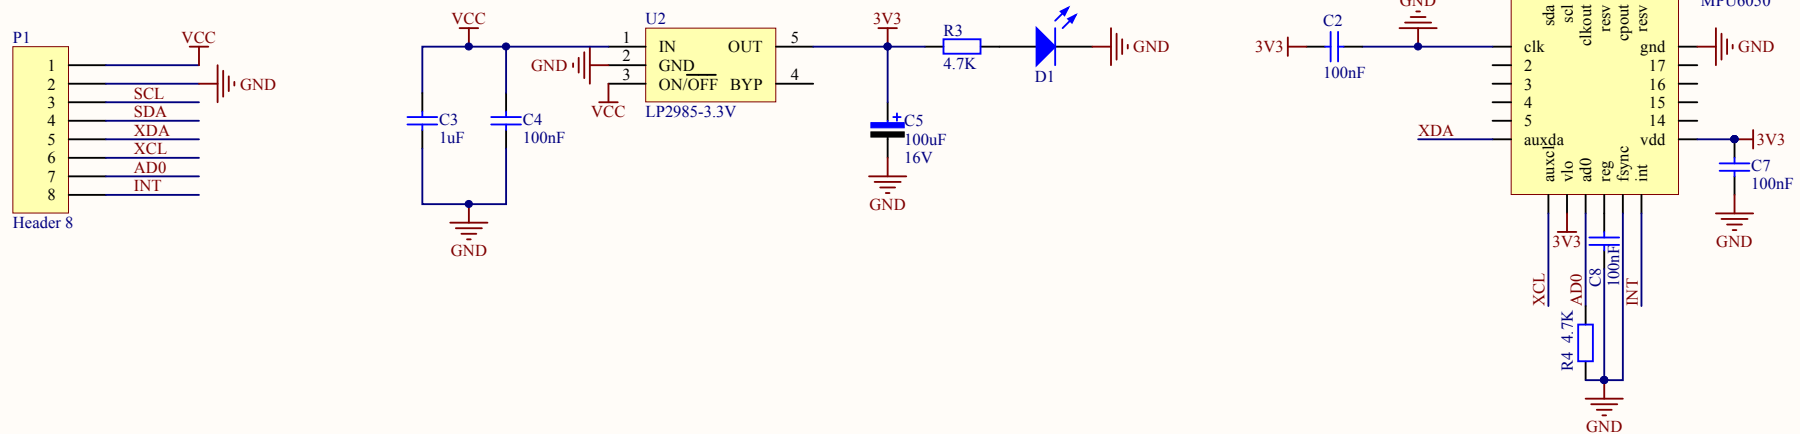 P1
VCC
1
2
GND
3
SCL
4
SDA
5
XDA
6
XCL
7
AD0
8
INT
Header 8
VCC
C3
1uF
C4
100nF
GND
U2
1
IN
OUT
5
GND
2
GND
3
ON/OFF
BYP
4
VCC
LP2985-3.3V
3V3
R3
4.7K
D1
GND
C5
+
100uF
16V
GND
GND
C2
3V3
100nF
MPU6050
sda
scl
clkout
resv
cpout
resv
clk
gnd
GND
2
17
3
16
4
15
5
14
XDA
auxda
vdd
3V3
auxcl
vlo
ad0
reg
fsync
int
C7
100nF
GND
3V3
XCL
AD0
C8
100nF
INT
R4 4.7K
GND